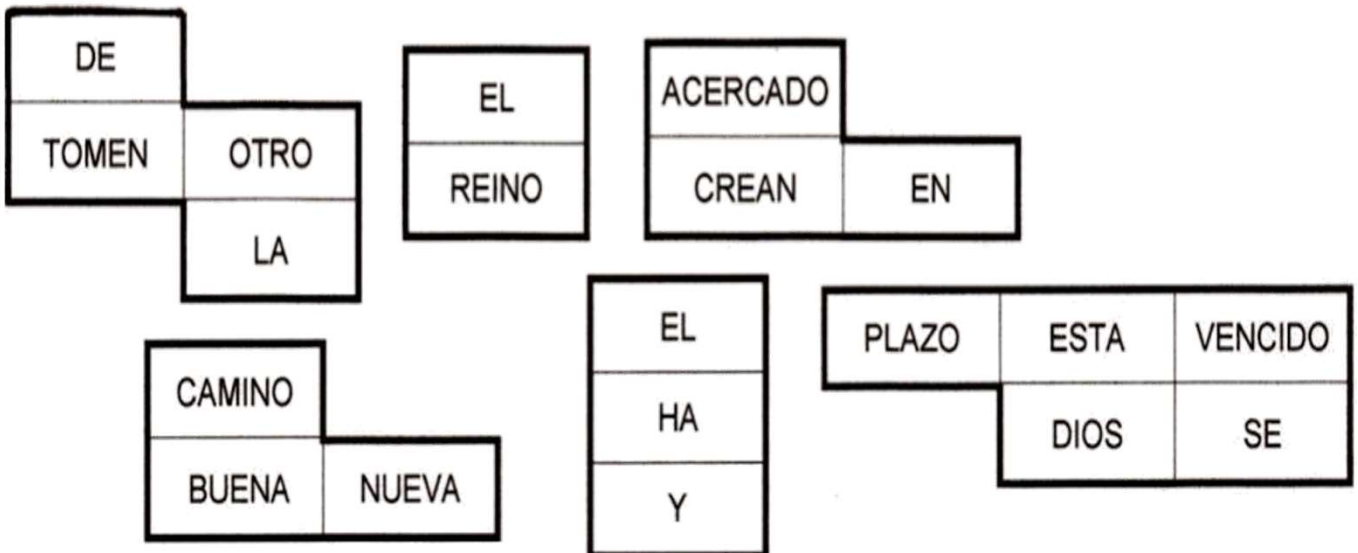 DE
TOMEN OTRO
LA
EL
REINO
ACERCADO
CREAN EN
CAMINO
BUENA NUEVA
EL
HA
Y
PLAZO ESTA VENCIDO
DIOS SE